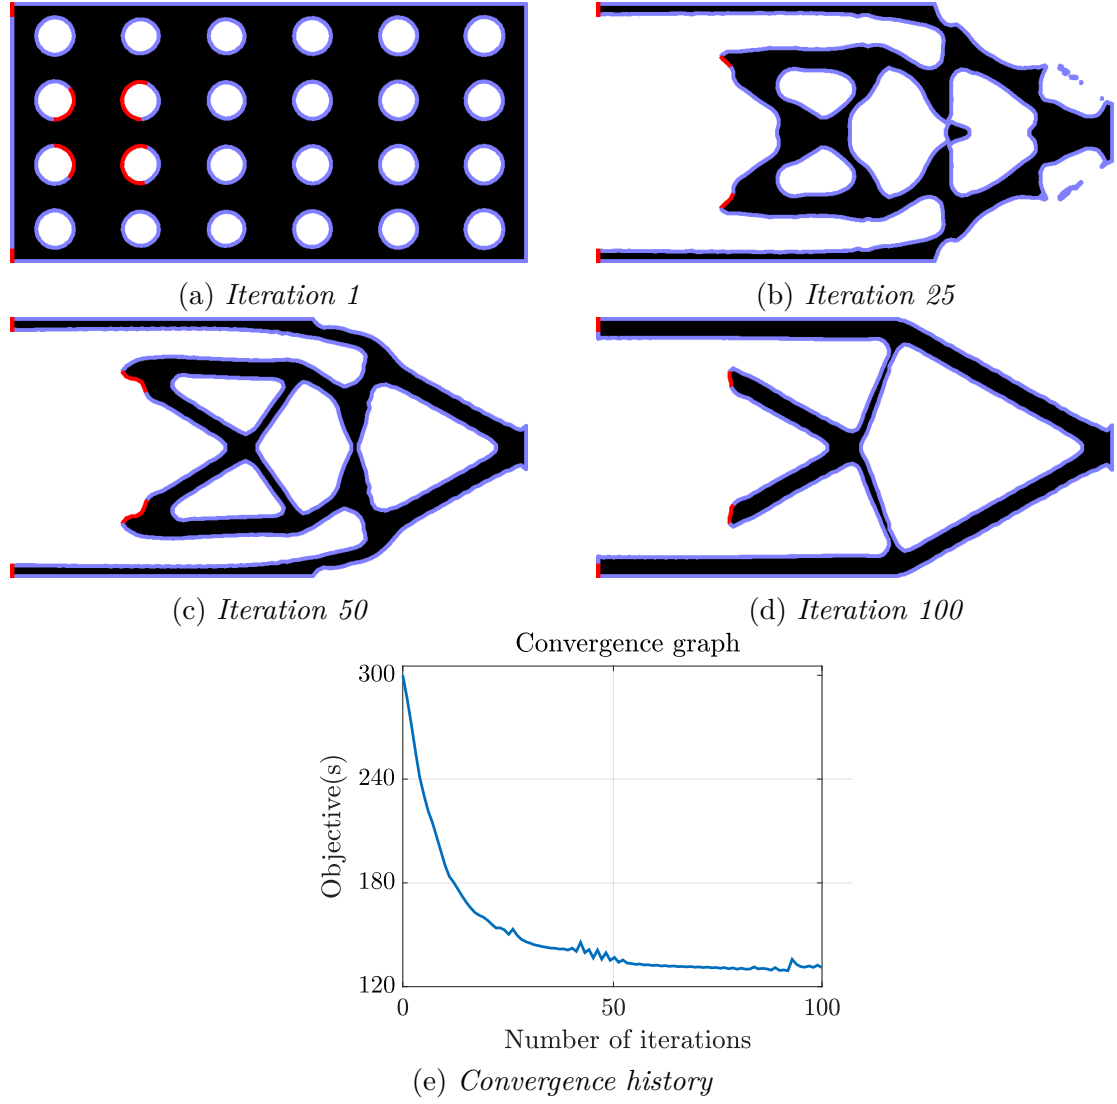 (a) Iteration 1
(b) Iteration 25
(c) Iteration 50
(d) Iteration 100
Convergence graph
300
240
180
120
Objective(s)
0
50
100
Number of iterations
(e) Convergence history